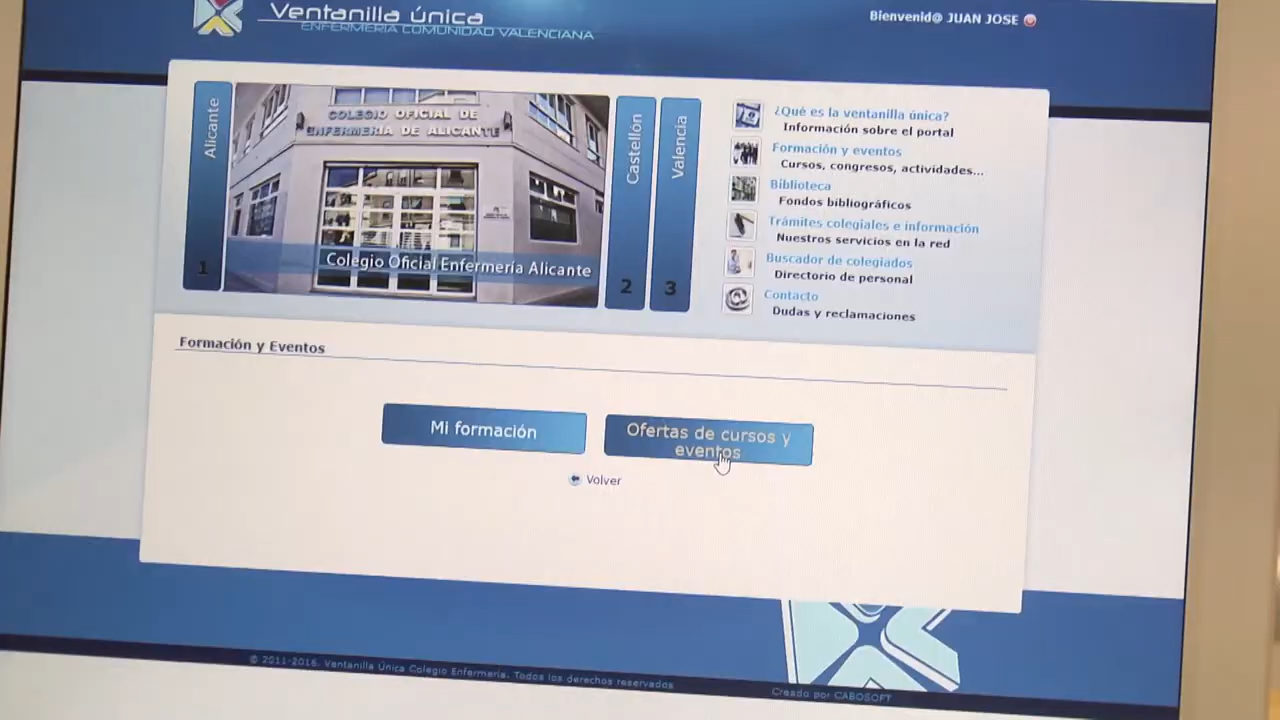 Ventanilla única
ENFERMERÍA COMUNIDAD VALENCIANA
Bienvenid@ JUAN JOSE
Alicante
1
COLEGIO OFICIAL DE
ENFERMERIA DE ALICANTE
Colegio Oficial Enfermería Alicante
Castellón
2
Valencia
3
¿Qué es la ventanilla única?
Información sobre el portal
Formación y eventos
Cursos, congresos, actividades...
Biblioteca
Fondos bibliográficos
Trámites colegiales e información
Nuestros servicios en la red
Buscador de colegiados
Directorio de personal
Contacto
Dudas y reclamaciones
Formación y Eventos
Mi formación
Ofertas de cursos y
eventos
Volver
© 2011-2016. Ventanilla Única Colegio Enfermería. Todos los derechos reservados
Creado por CABOSOFT